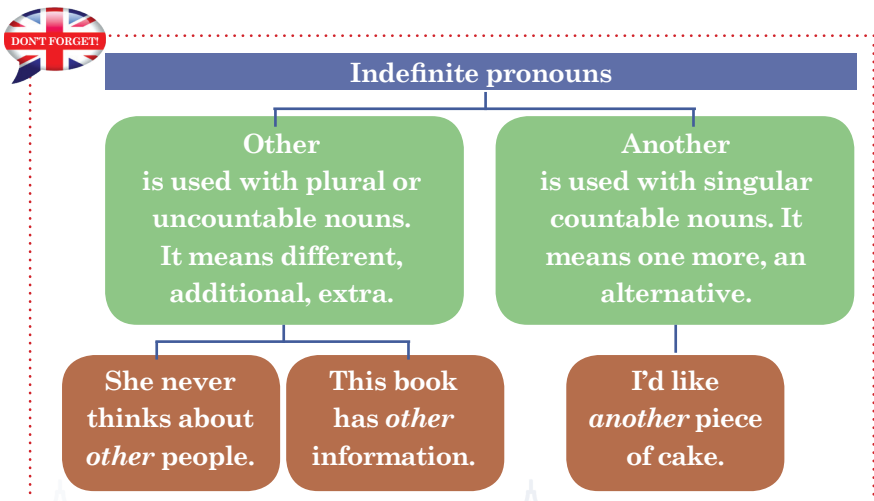 DON'T FORGET!
Indefinite pronouns
Other
is used with plural or
uncountable nouns.
It means different,
additional, extra.
Another
is used with singular
countable nouns. It
means one more, an
alternative.
She never
thinks about
other people.
This book
has other
information.
I'd like
another piece
of cake.